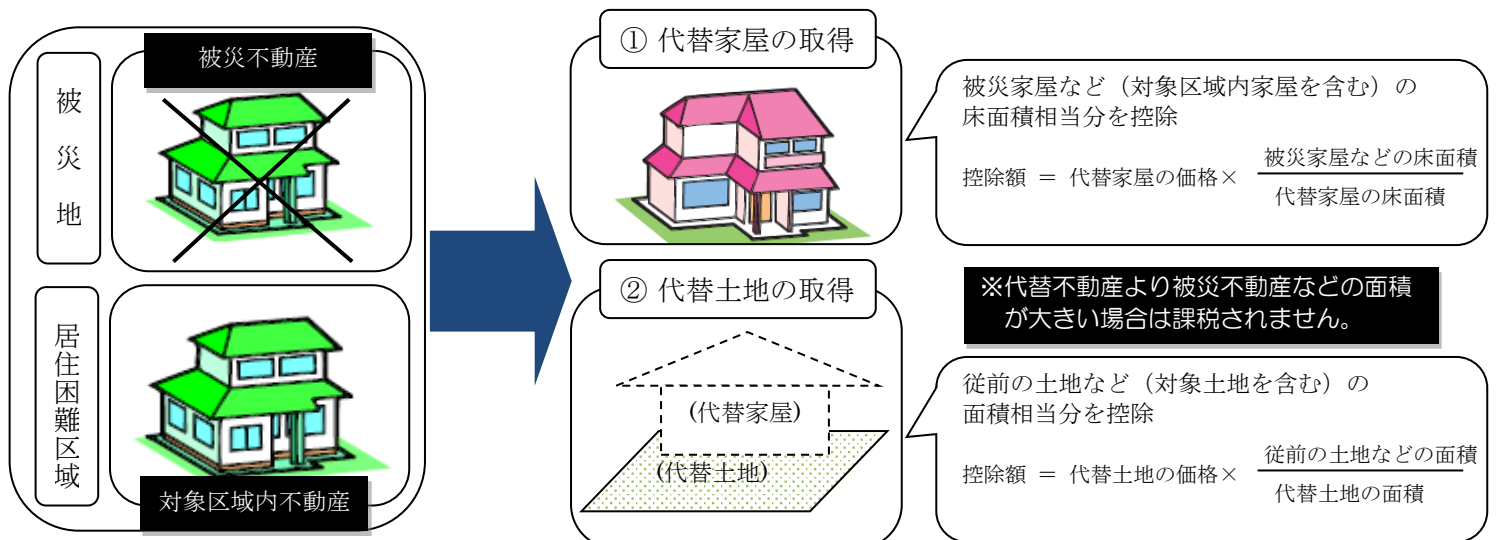 被災地
被災不動産
居住困難区域
対象区域内不動産
① 代替家屋の取得
被災家屋など（対象区域内家屋を含む）の
床面積相当分を控除
控除額 ＝ 代替家屋の価格×
被災家屋などの床面積
代替家屋の床面積
② 代替土地の取得
(代替家屋)
(代替土地)
※代替不動産より被災不動産などの面積
が大きい場合は課税されません。
従前の土地など（対象土地を含む）の
面積相当分を控除
控除額 ＝ 代替土地の価格×
従前の土地などの面積
代替土地の面積